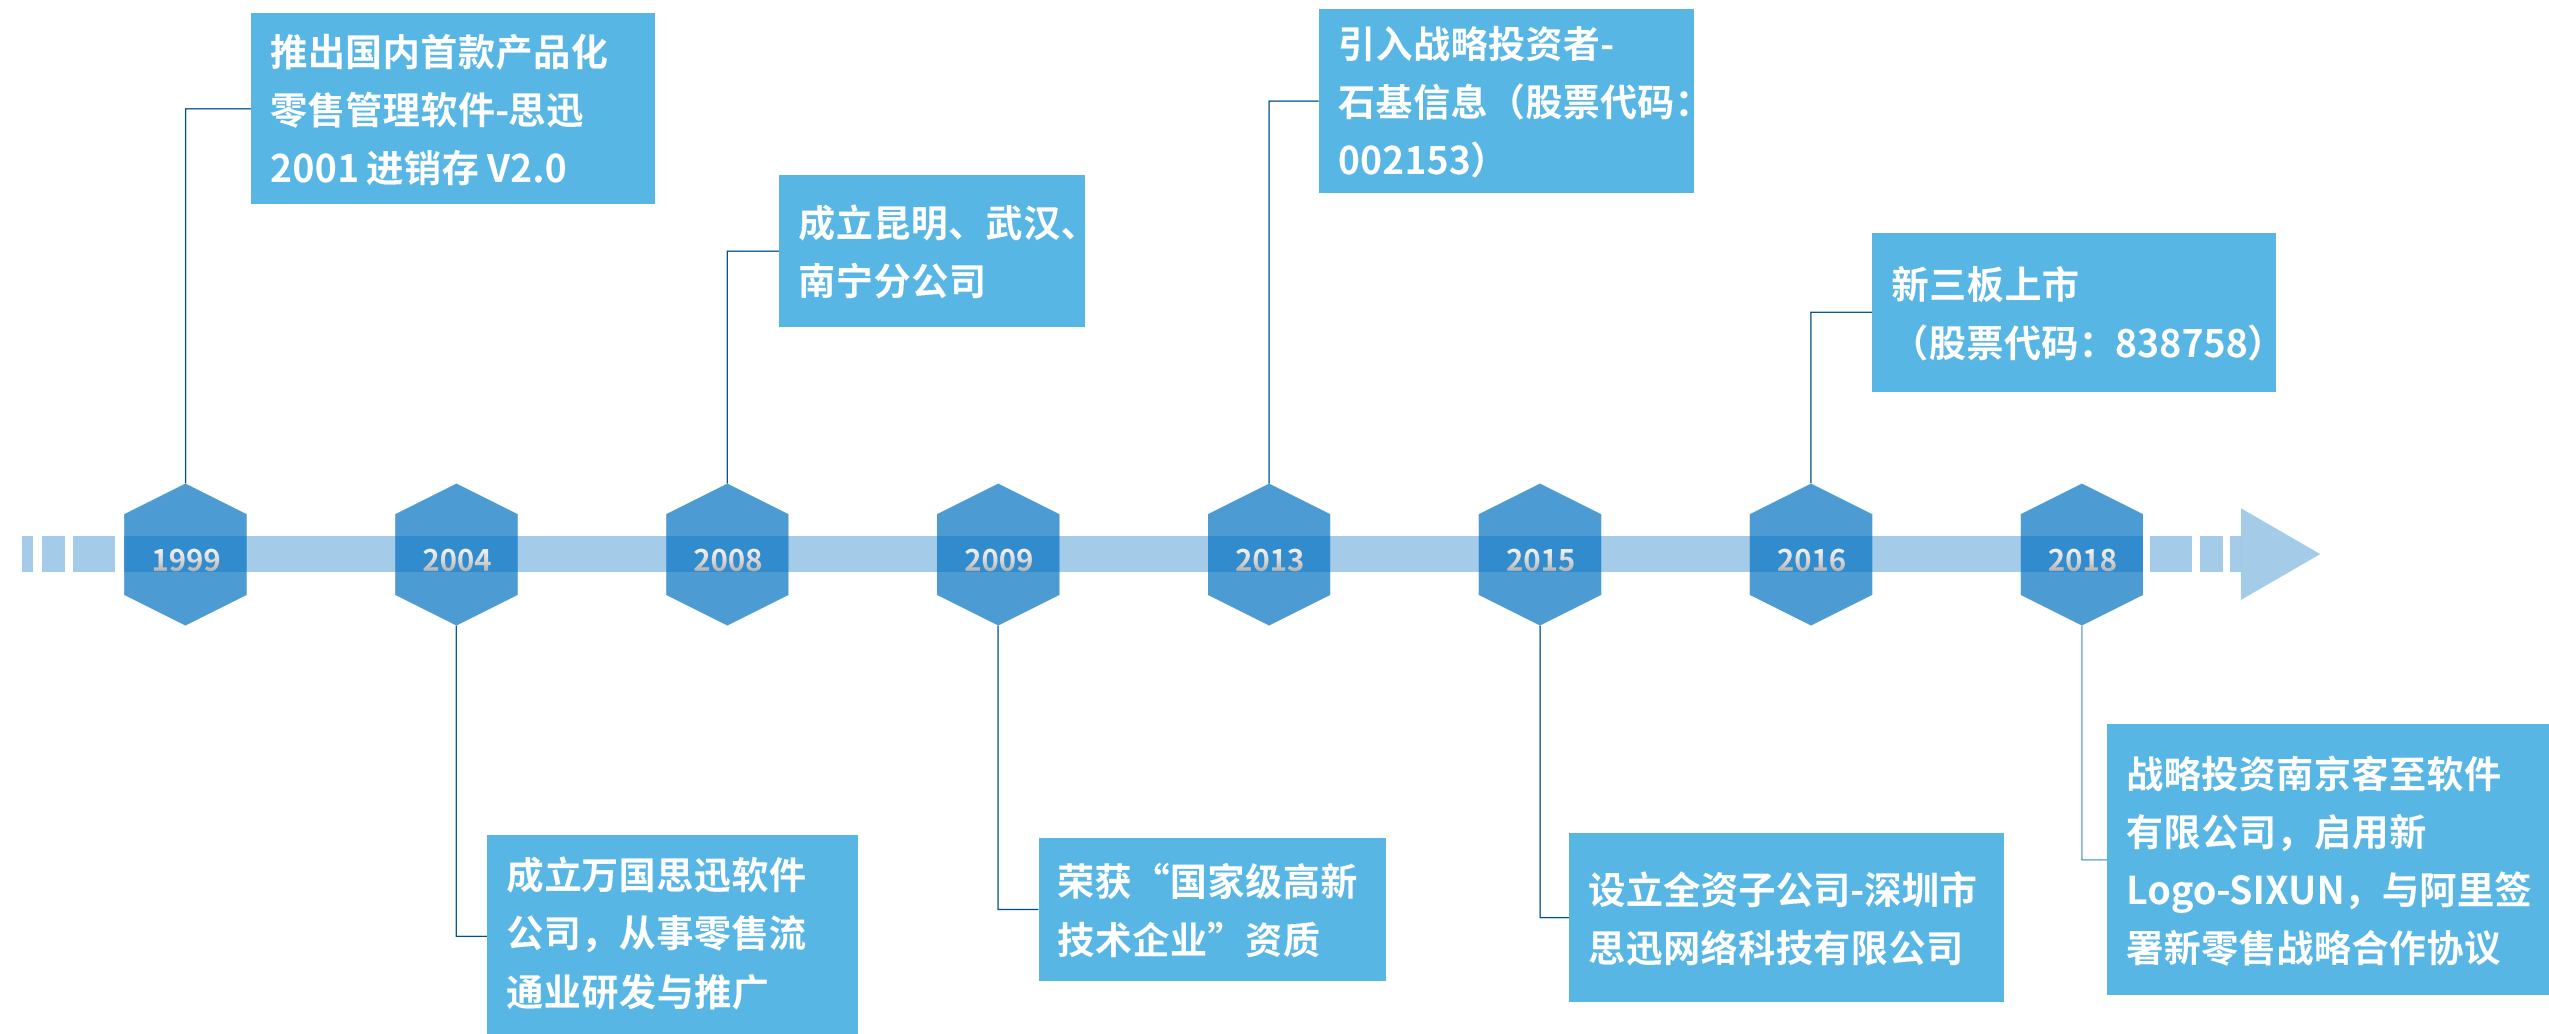 推出国内首款产品化
零售管理软件-思迅
2001 进销存 V2.0
成立昆明、武汉、
南宁分公司
引入战略投资者-
石基信息（股票代码：
002153）
新三板上市
（股票代码：838758）
1999
2004
2008
2009
2013
2015
2016
2018
成立万国思迅软件
公司，从事零售流
通业研发与推广
荣获“国家级高新
技术企业”资质
设立全资子公司-深圳市
思迅网络科技有限公司
战略投资南京客至软件
有限公司，启用新
Logo-SIXUN，与阿里签
署新零售战略合作协议